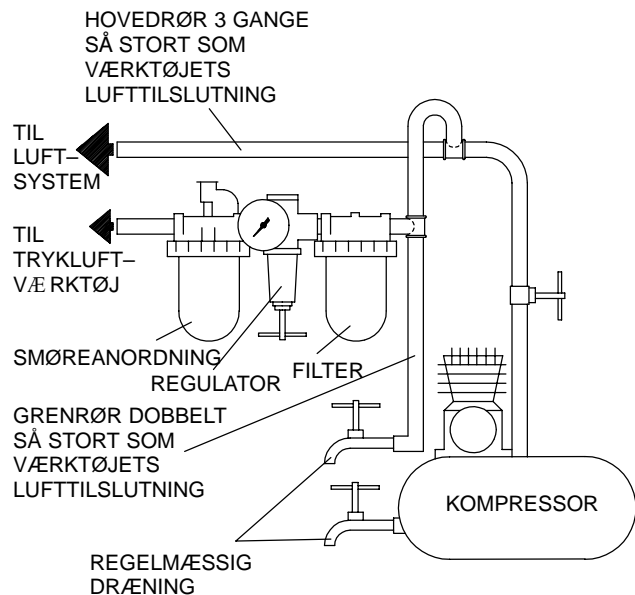 HOVEDRØR 3 GANGE
SÅ STORT SOM
VÆRKTØJETS
LUFTTILSLUTNING
TIL
LUFT–
SYSTEM
TIL
TRYKLUFT–
VÆRKTØJ
SMØREANORDNING
REGULATOR
FILTER
GRENRØR DOBBELT
SÅ STORT SOM
VÆRKTØJETS
LUFTTILSLUTNING
KOMPRESSOR
REGELMÆSSIG
DRÆNING